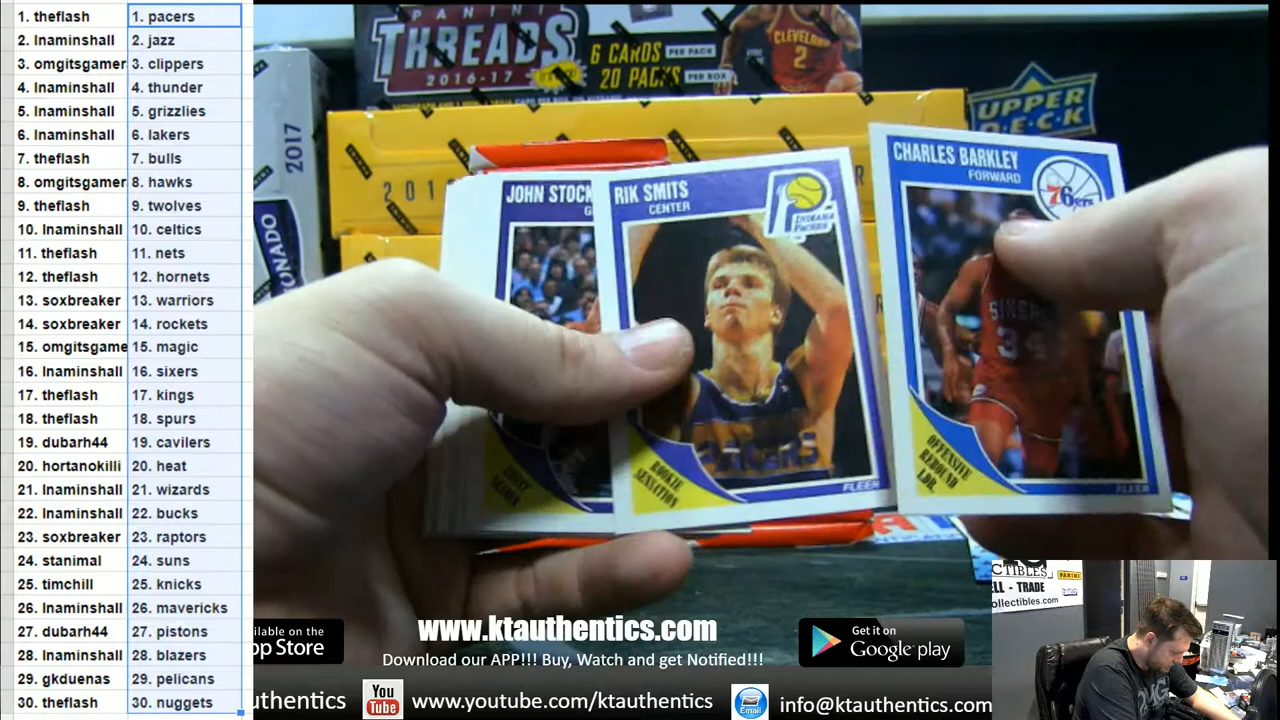 1. theflash 1. pacers
2. lnaminshall 2. jazz
3. omgitsgamer 3. clippers
4. lnaminshall 4. thunder
5. lnaminshall 5. grizzlies
6. lnaminshall 6. lakers
7. theflash 7. bulls
8. omgitsgamer 8. hawks
9. theflash 9. twolves
10. lnaminshall 10. celtics
11. theflash 11. nets
12. theflash 12. hornets
13. soxbreaker 13. warriors
14. soxbreaker 14. rockets
15. omgitsgame 15. magic
16. lnaminshall 16. sixers
17. theflash 17. kings
18. theflash 18. spurs
19. dubarh44 19. cavilers
20. hortanokilli 20. heat
21. lnaminshall 21. wizards
22. lnaminshall 22. bucks
23. soxbreaker 23. raptors
24. stanimal 24. suns
25. timchill 25. knicks
26. lnaminshall 26. mavericks
27. dubarh44 27. pistons
28. lnaminshall 28. blazers
29. gkduenas 29. pelicans
30. theflash 30. nuggets
PANINI
THREADS
2016-17
6 CARDS PER PACK
20 PACKS PER BOX
CLEVELAND
2
UPPER
DECK
2017
ONADO
201
JOHN STOCK
RIK SMITS
CENTER
INDIANA
PACERS
PACERS
ROOKIE
SENSATION
FLEER
CHARLES BARKLEY
FORWARD
76ers
SIXERS
34
OFFENSIVE
REBOUND
LDR.
FLEER
CTIBLES
PANINI
LL - TRADE
ollectibles.com
www.ktauthentics.com
Download our APP!!! Buy, Watch and get Notified!!!
ailable on the
pp Store
Get it on
Google play
uthentics
You
Tube
www.youtube.com/ktauthentics
Email
info@ktauthentics.com